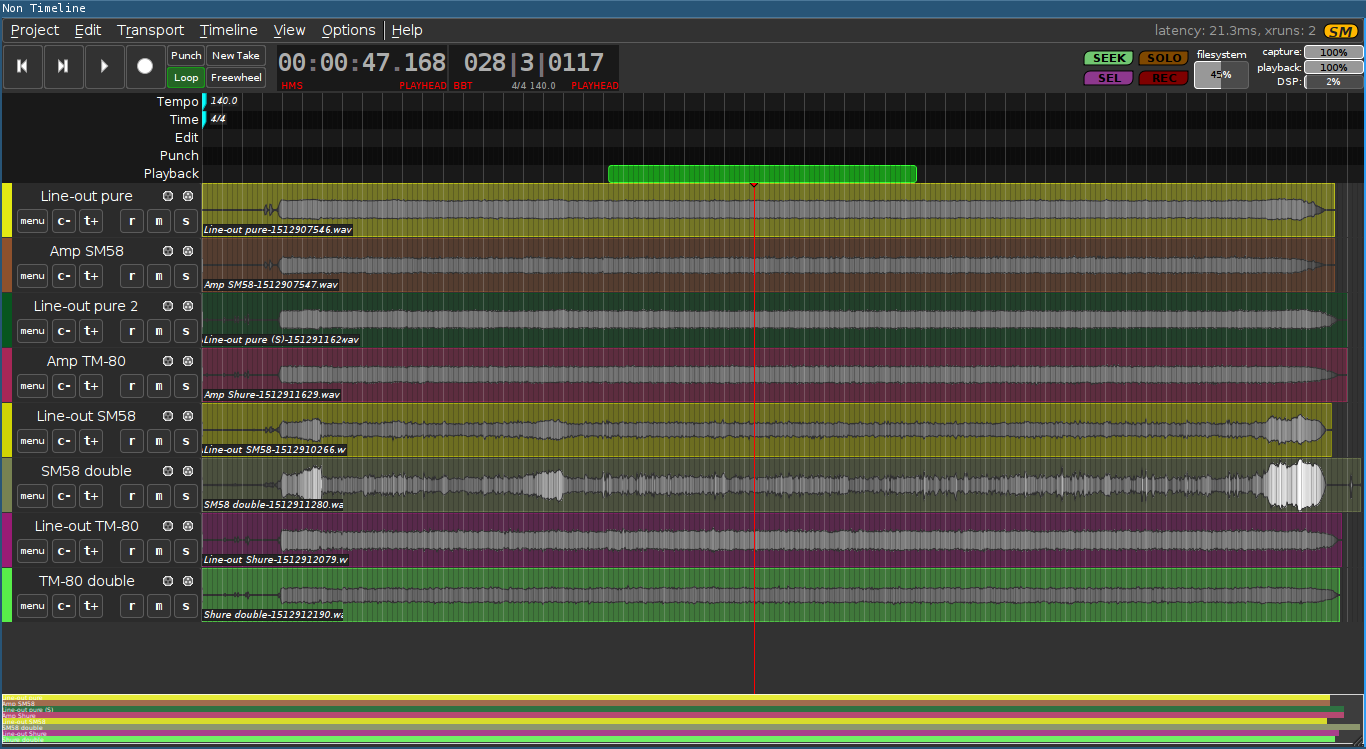 Non Timeline
Project Edit Transport Timeline View Options Help
latency: 21.3ms, xruns: 2 SM
Punch New Take
Loop Freewheel
00:00:47.168 028|3|0117
HMS PLAYHEAD BBT 4/4 140.0 PLAYHEAD
SEEK SOLO
SEL REC
filesystem
45%
capture: 100%
playback: 100%
DSP: 2%
Tempo 140.0
Time 4/4
Edit
Punch
Playback
Line-out pure
menu c- t+ r m s
Line-out pure-1512907546.wav
Amp SM58
menu c- t+ r m s
Amp SM58-1512907547.wav
Line-out pure 2
menu c- t+ r m s
Line-out pure (S)-151291162wav
Amp TM-80
menu c- t+ r m s
Amp Shure-1512911629.wav
Line-out SM58
menu c- t+ r m s
Line-out SM58-1512910266.w
SM58 double
menu c- t+ r m s
SM58 double-1512911280.wa
Line-out TM-80
menu c- t+ r m s
Line-out Shure-1512912079.w
TM-80 double
menu c- t+ r m s
Shure double-1512912190.wa
Line-out pure
Amp SM58
Line-out pure (S)
Amp Shure
Line-out SM58
SM58 double
Line-out Shure
Shure double